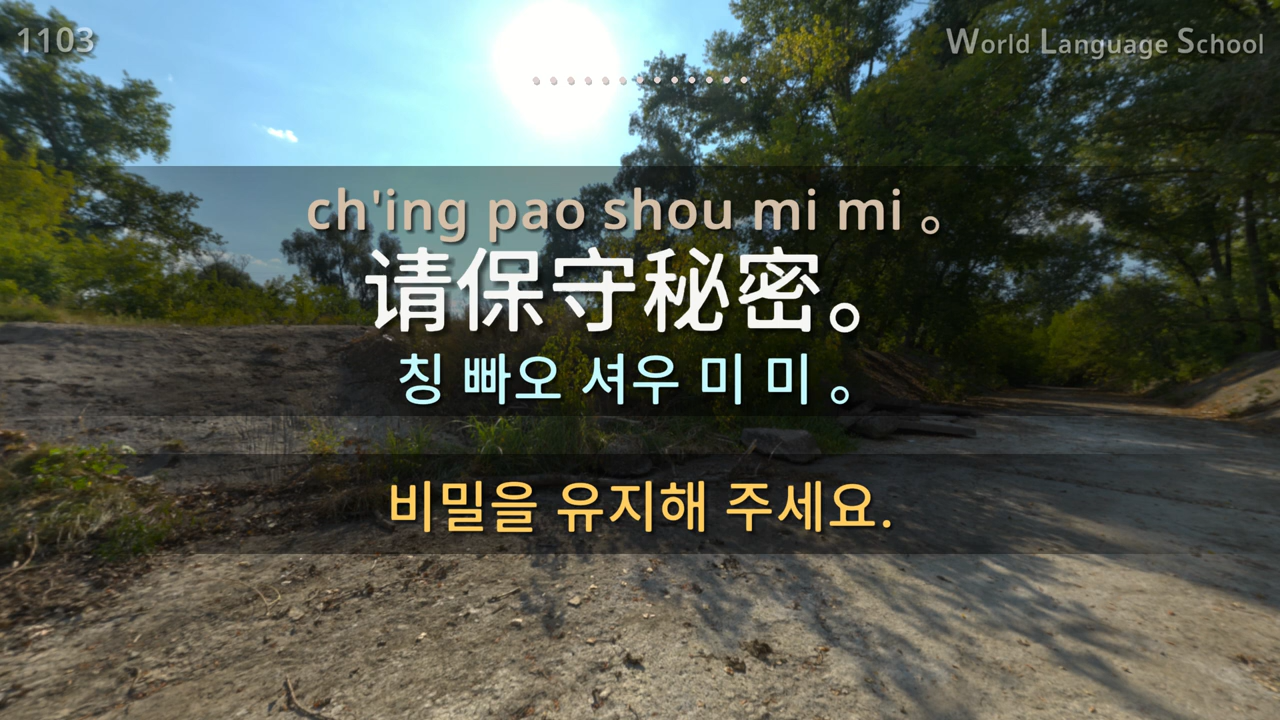 1103
World Language School
ch'ing pao shou mi mi 。
请保守秘密。
칭 빠오 셔우 미 미 。
비밀을 유지해 주세요.